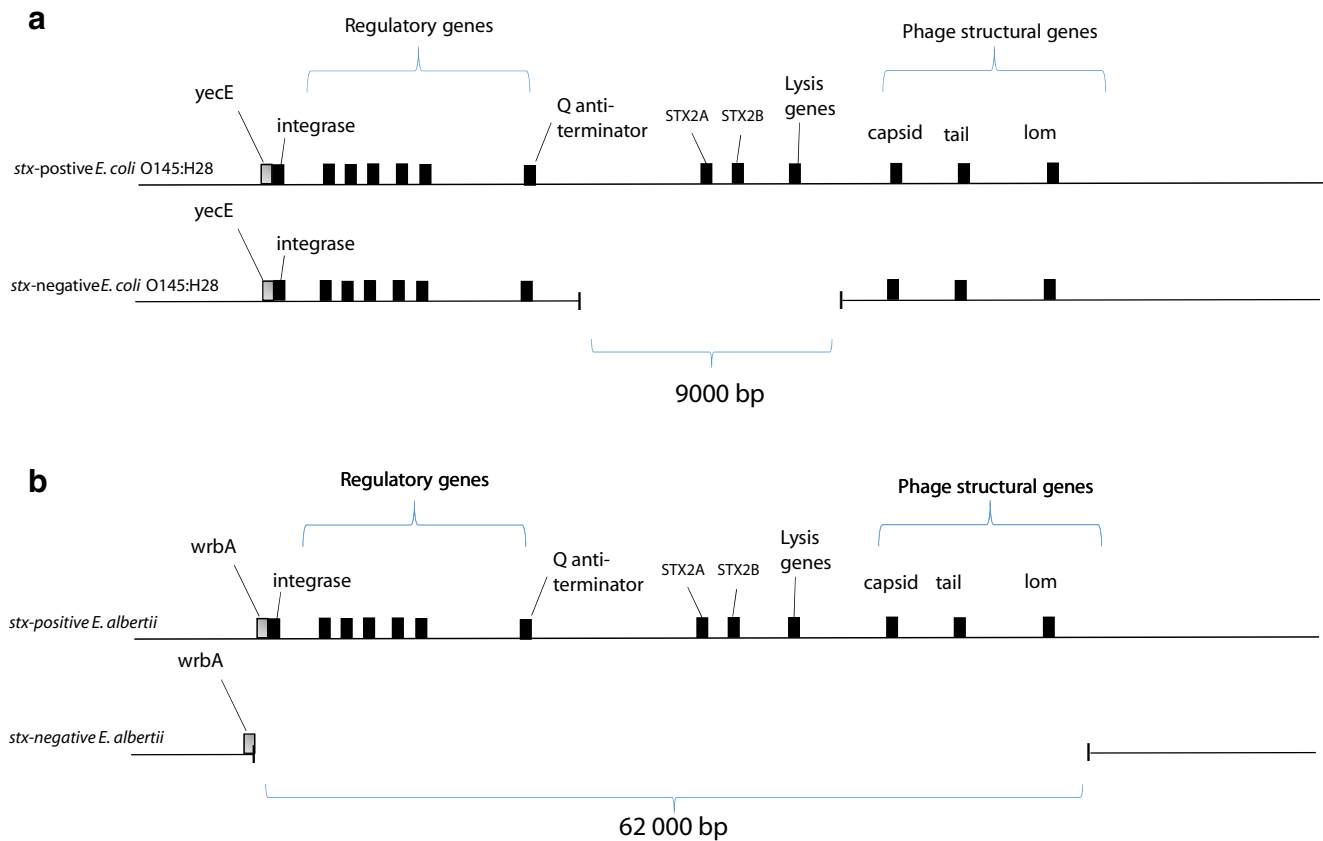 a
Regulatory genes
Phage structural genes
yecE
integrase
Q anti-
terminator
STX2A
STX2B
Lysis
genes
capsid
tail
lom
stx-postive E. coli O145:H28
yecE
integrase
stx-negative E. coli O145:H28
9000 bp
b
Regulatory genes
Phage structural genes
wrbA
integrase
Q anti-
terminator
STX2A
STX2B
Lysis
genes
capsid
tail
lom
stx-positive E. albertii
wrbA
stx-negative E. albertii
62 000 bp